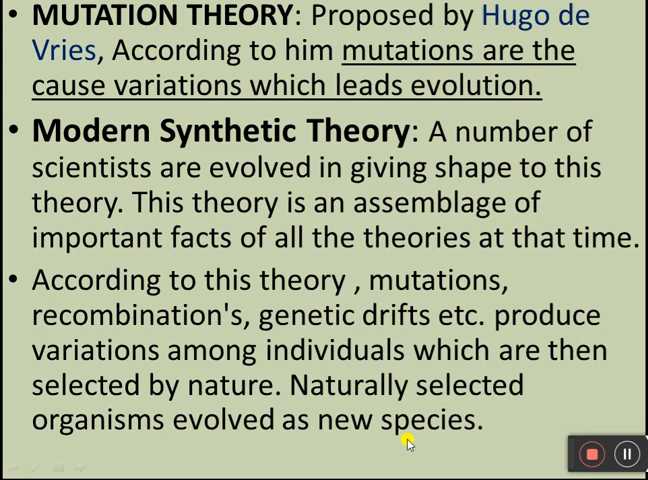 • MUTATION THEORY: Proposed by Hugo de
Vries, According to him mutations are the
cause variations which leads evolution.
• Modern Synthetic Theory: A number of
scientists are evolved in giving shape to this
theory. This theory is an assemblage of
important facts of all the theories at that time.
• According to this theory , mutations,
recombination's, genetic drifts etc. produce
variations among individuals which are then
selected by nature. Naturally selected
organisms evolved as new species.